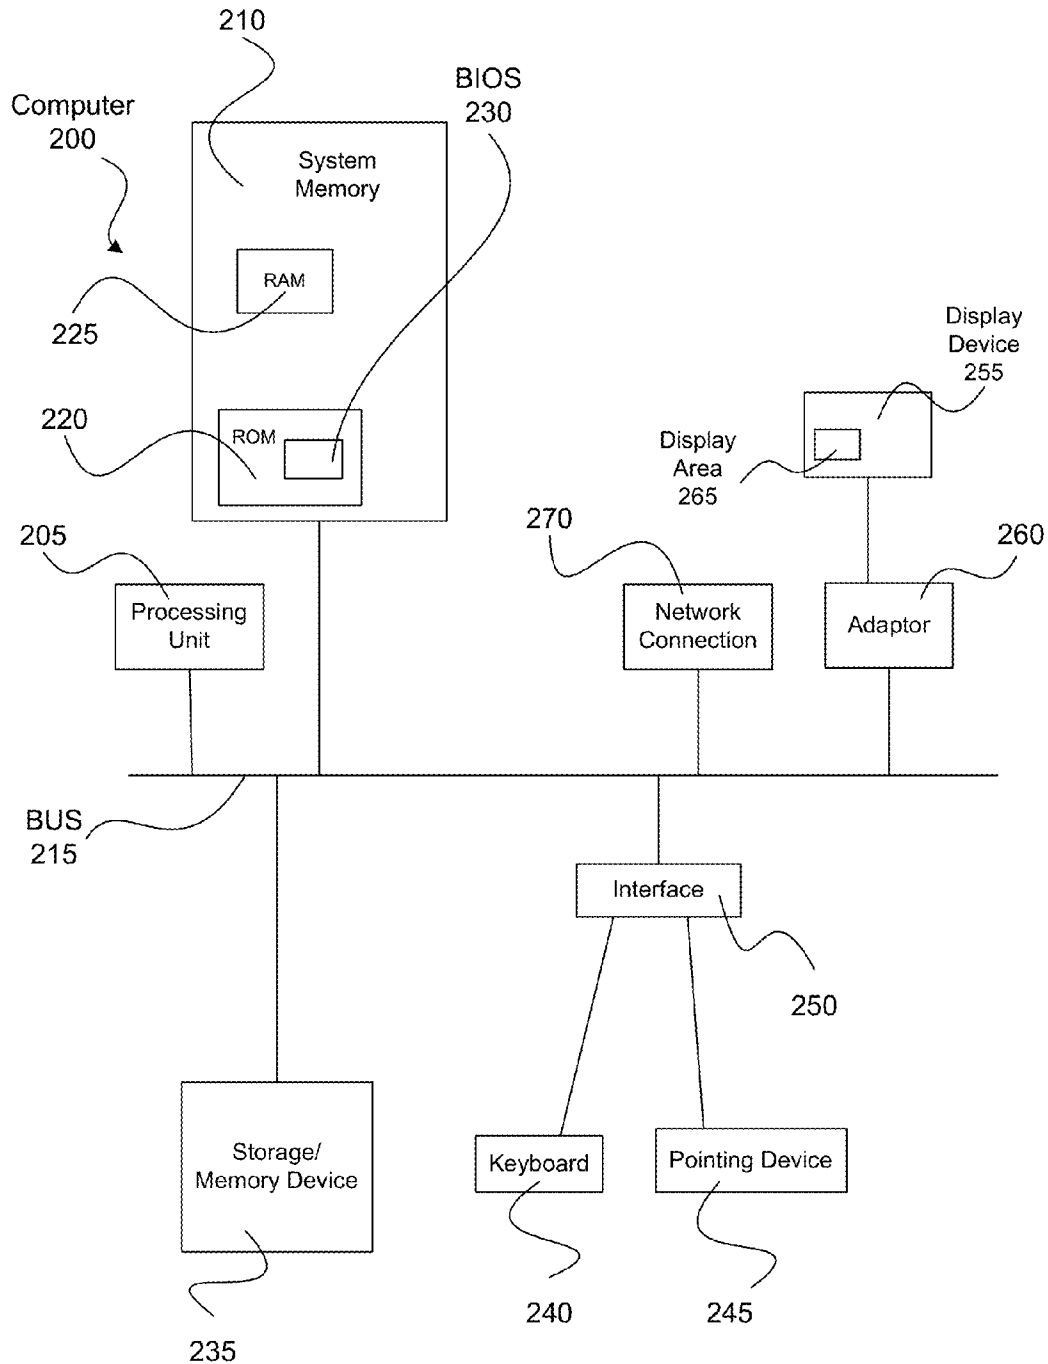 210
BIOS
230
Computer
200
System
Memory
RAM
225
Display
Device
255
220
ROM
Display
Area
265
205
270
260
Processing
Unit
Network
Connection
Adaptor
BUS
215
Interface
250
Storage/
Memory Device
Keyboard
Pointing Device
240
245
235